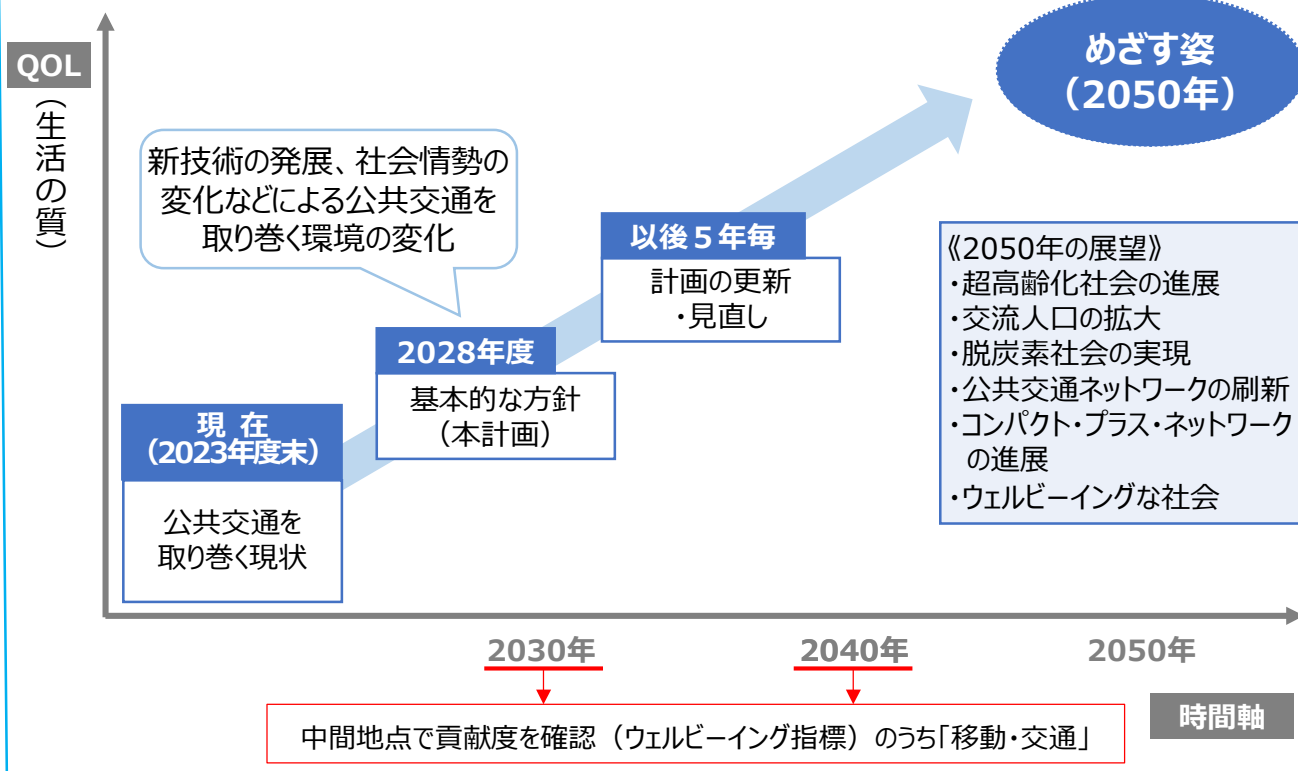 QOL
（生活の質）
めざす姿
（2050年）
新技術の発展、社会情勢の
変化などによる公共交通を
取り巻く環境の変化
以後５年毎
計画の更新
・見直し
2028年度
基本的な方針
（本計画）
現 在
（2023年度末）
公共交通を
取り巻く現状
《2050年の展望》
・超高齢化社会の進展
・交流人口の拡大
・脱炭素社会の実現
・公共交通ネットワークの刷新
・コンパクト・プラス・ネットワーク
の進展
・ウェルビーイングな社会
2030年
2040年
2050年
時間軸
中間地点で貢献度を確認（ウェルビーイング指標）のうち「移動・交通」